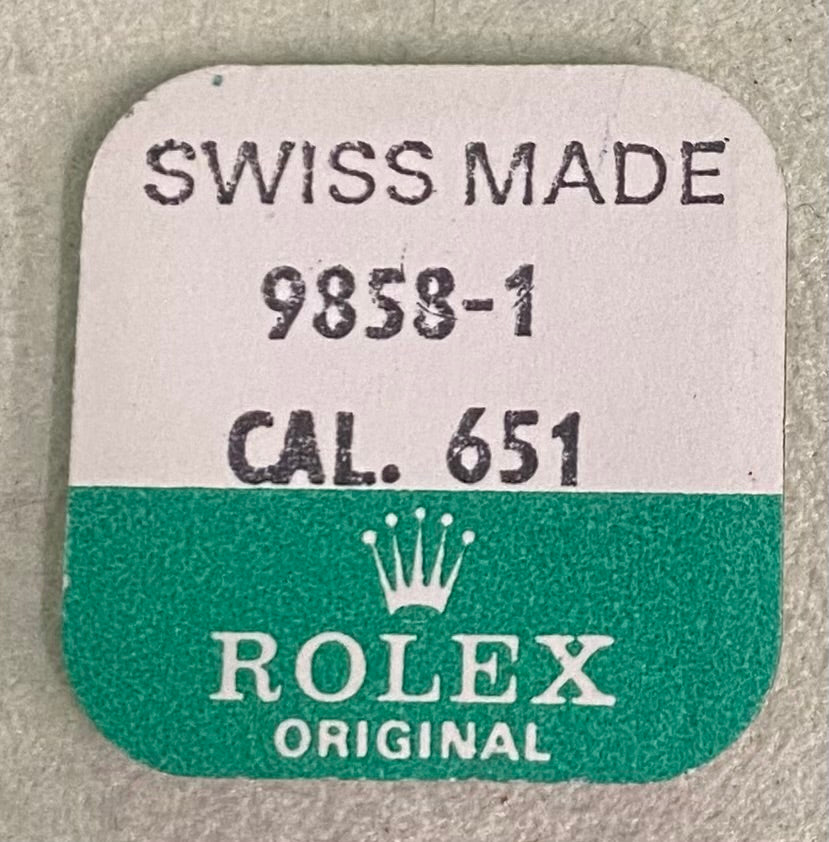 SWISS MADE
9858-1
CAL. 651
ROLEX
ORIGINAL